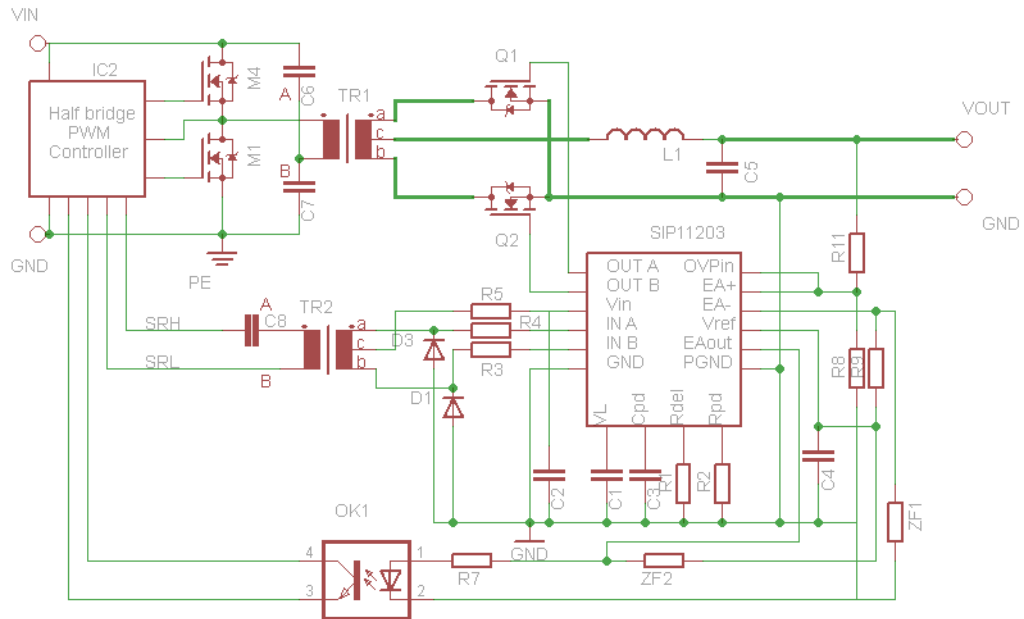 VIN
IC2
Half bridge
PWM
Controller
M4
M1
A
C6
B
C7
TR1
a
c
b
Q1
Q2
L1
C5
VOUT
GND
GND
PE
SIP11203
OUT A
OUT B
Vin
IN A
IN B
GND
OVPin
EA+
EA-
Vref
EAout
PGND
VL
Cpd
Rdel
Rpd
R11
R8
R9
SRH
SRL
A
C8
B
TR2
a
c
b
D3
D1
R5
R4
R3
C2
C1
C3
R1
R2
C4
ZF1
GND
OK1
4
3
1
2
R7
ZF2